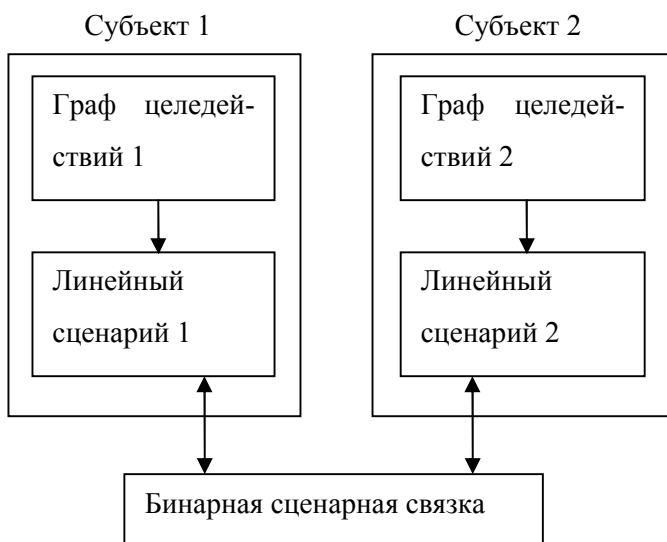 Субъект 1
Субъект 2
Граф целедей-
ствий 1
Граф целедей-
ствий 2
Линейный
сценарий 1
Линейный
сценарий 2
Бинарная сценарная связка